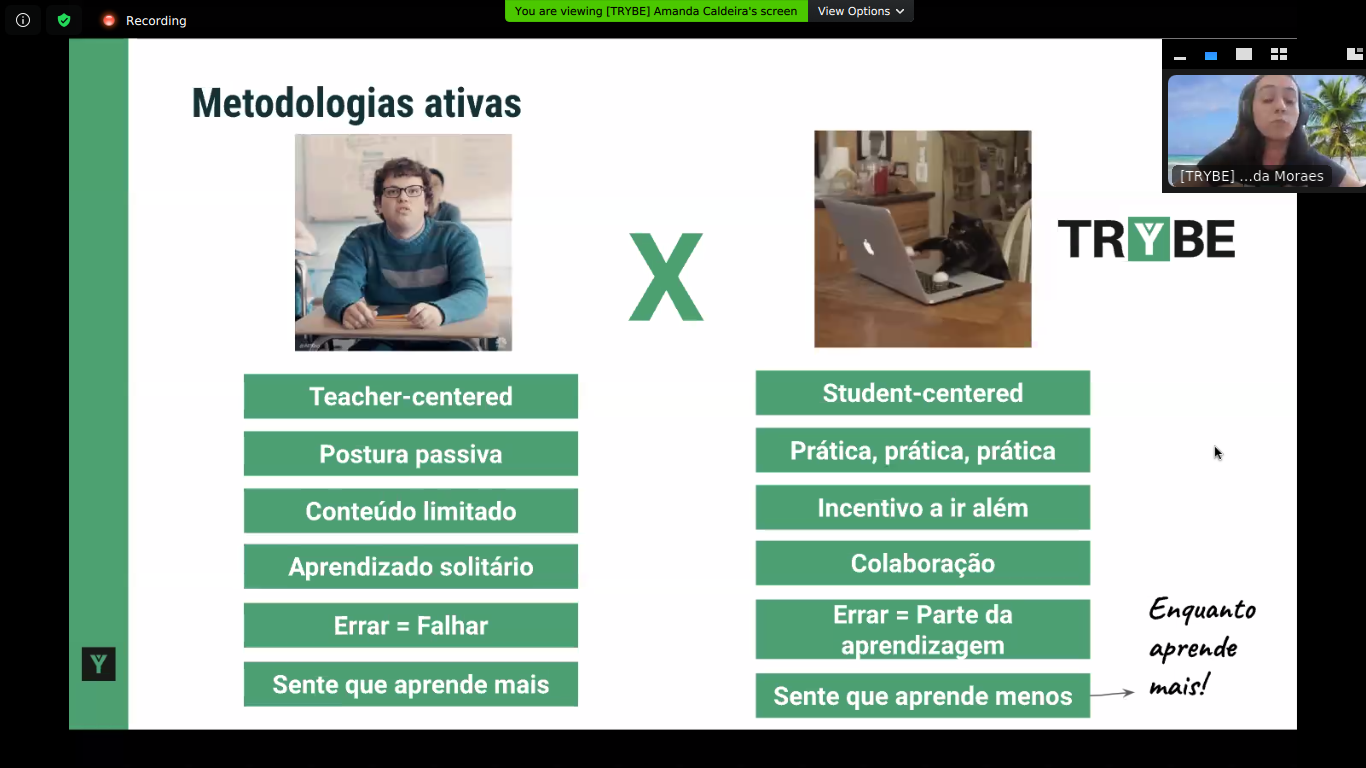 Recording
You are viewing [TRYBE] Amanda Caldeira's screen
View Options
Metodologias ativas
[TRYBE] ...da Moraes
X
TRYBE
Teacher-centered
Postura passiva
Conteúdo limitado
Aprendizado solitário
Errar = Falhar
Sente que aprende mais
Student-centered
Prática, prática, prática
Incentivo a ir além
Colaboração
Errar = Parte da
aprendizagem
Sente que aprende menos
Enquanto
aprende
mais!
Y